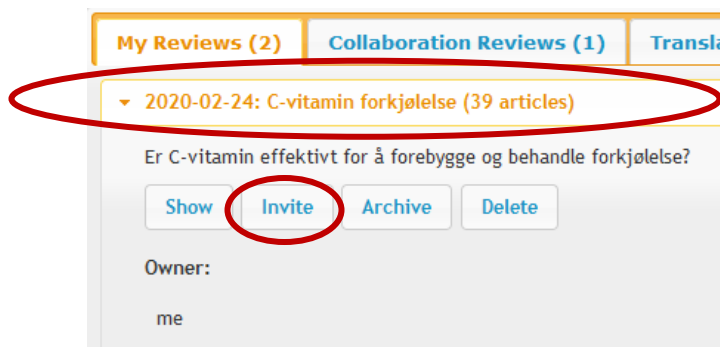 My Reviews (2) Collaboration Reviews (1) Transla
2020-02-24: C-vitamin forkjølelse (39 articles)
Er C-vitamin effektivt for å forebygge og behandle forkjølelse?
Show Invite Archive Delete
Owner:
me